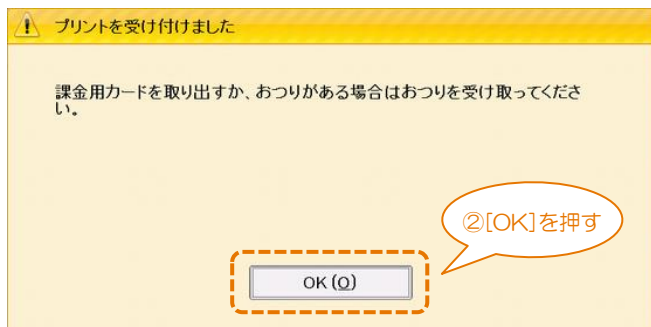 プリントを受け付けました
課金用カードを取り出すか、おつりがある場合はおつりを受け取ってくださ
い。
②[OK]を押す
OK(O)